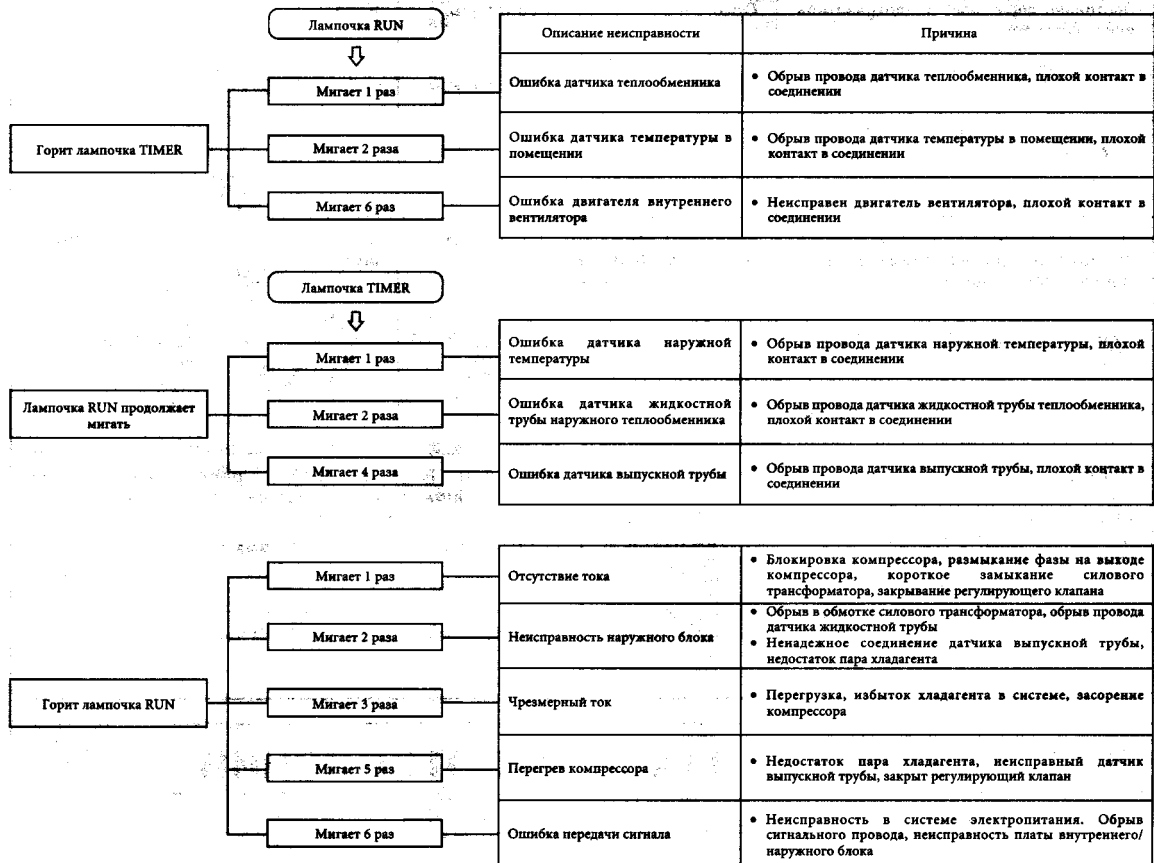 Лампочка RUN
Описание неисправности
Причина
Горит лампочка TIMER
Мигает 1 раз
Ошибка датчика теплообменника
• Обрыв провода датчика теплообменника, плохой контакт в
соединении
Мигает 2 раза
Ошибка датчика температуры в
помещении
• Обрыв провода датчика температуры в помещении, плохой
контакт в соединении
Мигает 6 раз
Ошибка двигателя внутреннего
вентилятора
• Неисправен двигатель вентилятора, плохой контакт в
соединении
Лампочка TIMER
Лампочка RUN продолжает
мигать
Мигает 1 раз
Ошибка датчика наружной
температуры
• Обрыв провода датчика наружной температуры, плохой
контакт в соединении
Мигает 2 раза
Ошибка датчика жидкостной
трубы наружного теплообменника
• Обрыв провода датчика жидкостной трубы теплообменника,
плохой контакт в соединении
Мигает 4 раза
Ошибка датчика выпускной трубы
• Обрыв провода датчика выпускной трубы, плохой контакт в
соединении
Горит лампочка RUN
Мигает 1 раз
Отсутствие тока
• Блокировка компрессора, размыкание фазы на выходе
компрессора, короткое замыкание силового
трансформатора, закрывание регулирующего клапана
Мигает 2 раза
Неисправность наружного блока
• Обрыв в обмотке силового трансформатора, обрыв провода
датчика жидкостной трубы
• Ненадежное соединение датчика выпускной трубы,
недостаток пара хладагента
Мигает 3 раза
Чрезмерный ток
• Перегрузка, избыток хладагента в системе, засорение
компрессора
Мигает 5 раз
Перегрев компрессора
• Недостаток пара хладагента, неисправный датчик
выпускной трубы, закрыт регулирующий клапан
Мигает 6 раз
Ошибка передачи сигнала
• Неисправность в системе электропитания. Обрыв
сигнального провода, неисправность платы внутреннего/
наружного блока